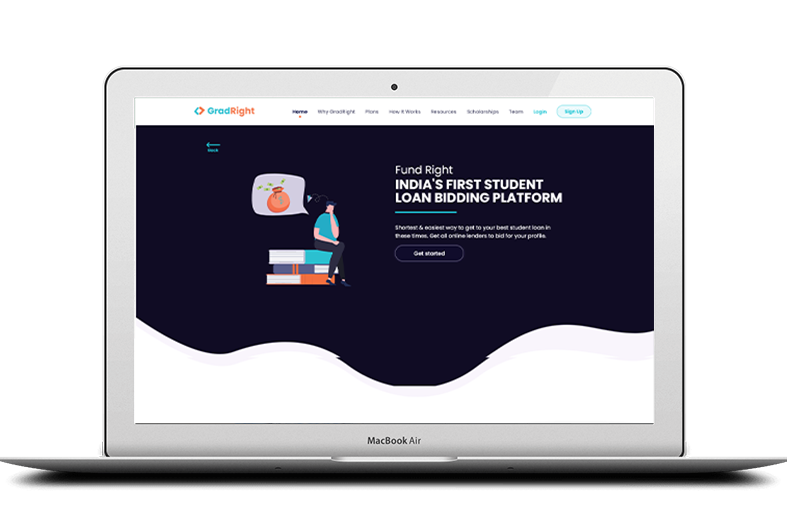 GradRight
Home Why GradRight Plans How It Works Resources Scholarships Team Login Sign Up
Back
Fund Right
INDIA'S FIRST STUDENT
LOAN BIDDING PLATFORM
Shortest & easiest way to get to your best student loan in
these times. Get all online lenders to bid for your profile.
Get started
MacBook Air